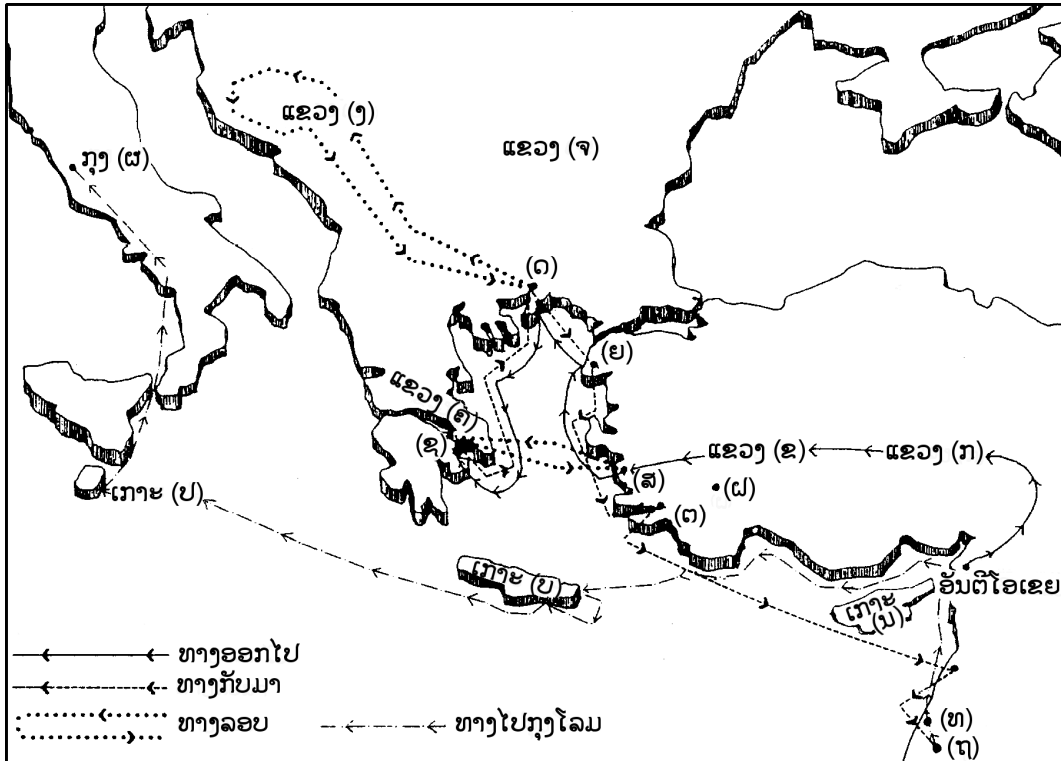 ແຂວງ (ງ)
ແຂວງ (ຈ)
ກຸງ (ຜ)
(ດ)
(ຍ)
ແຂວງ (ຄ)
(ຊ)
ແຂວງ (ຂ)
ແຂວງ (ກ)
(ສ)
(ຝ)
(ຕ)
ເກາະ (ປ)
ເກາະ (ບ)
ອັນຕີໂອເຂຍ
ເກາະ
(ນ)
ທາງອອກໄປ
ທາງກັບມາ
ທາງລອບ
ທາງໄປກຸງໂລມ
(ທ)
(ຖ)